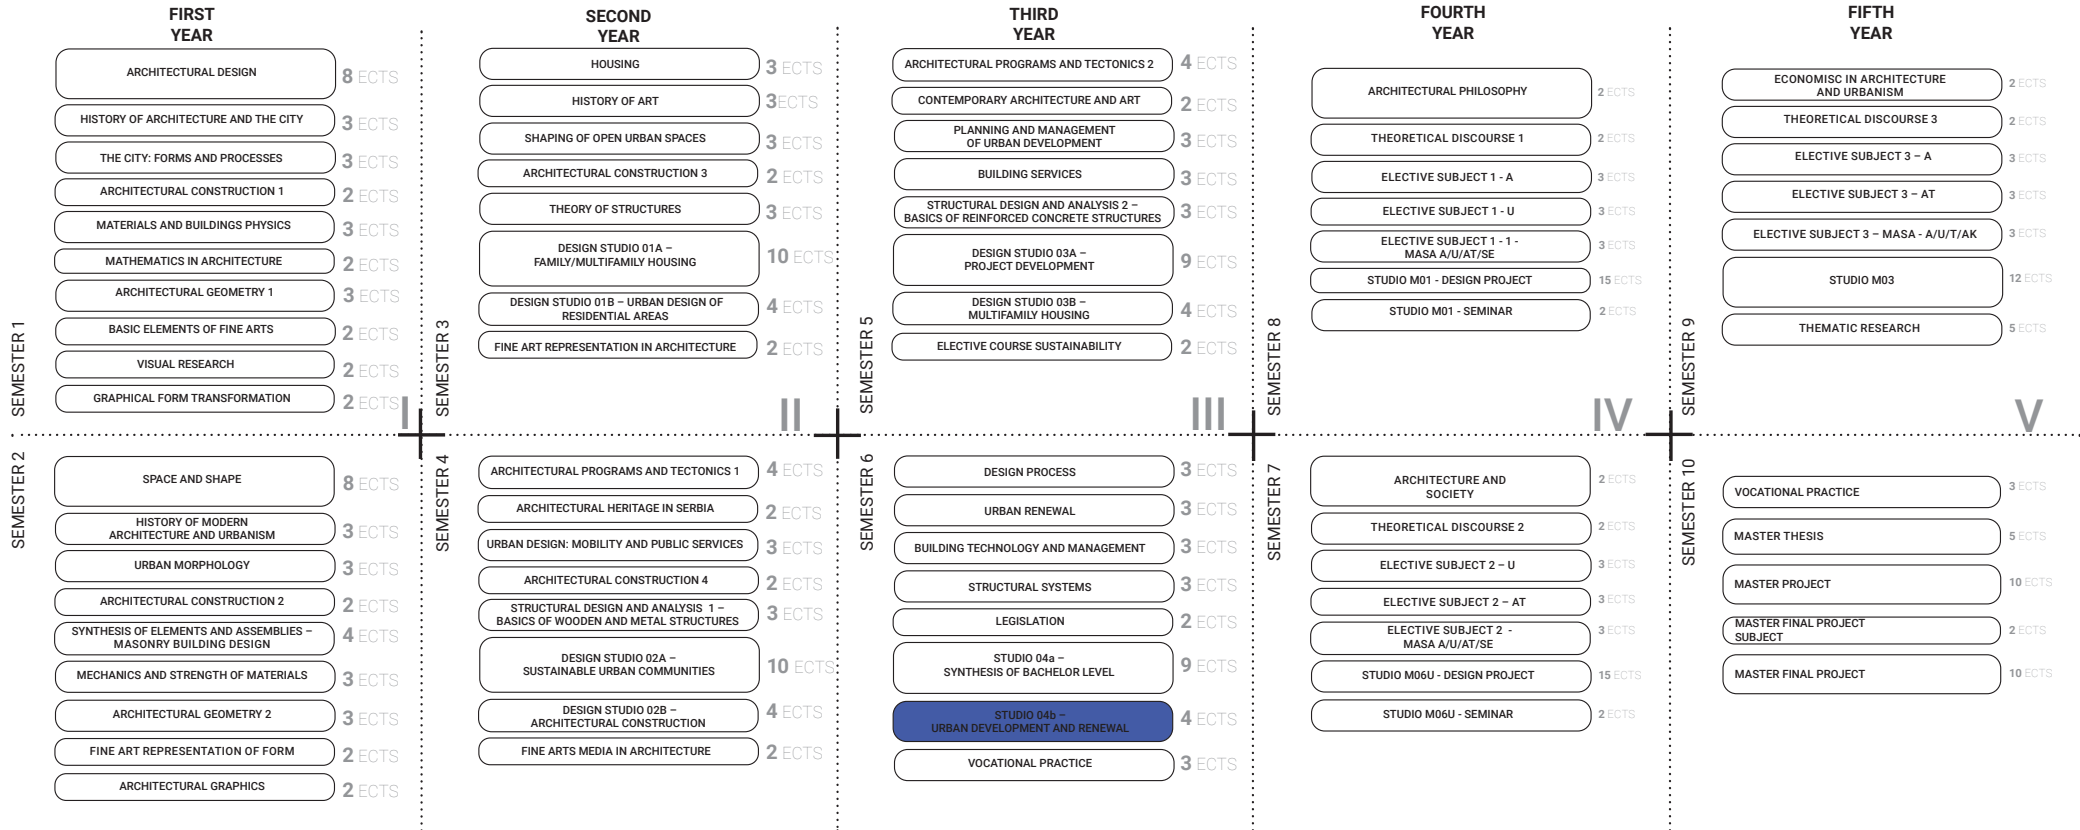 FIRST
YEAR
ARCHITECTURAL DESIGN
8 ECTS
HISTORY OF ARCHITECTURE AND THE CITY
3 ECTS
THE CITY: FORMS AND PROCESSES
3 ECTS
ARCHITECTURAL CONSTRUCTION 1
2 ECTS
MATERIALS AND BUILDINGS PHYSICS
3 ECTS
MATHEMATICS IN ARCHITECTURE
2 ECTS
ARCHITECTURAL GEOMETRY 1
3 ECTS
BASIC ELEMENTS OF FINE ARTS
2 ECTS
VISUAL RESEARCH
2 ECTS
GRAPHICAL FORM TRANSFORMATION
2 ECTS
SEMESTER 1
I
SEMESTER 2
SPACE AND SHAPE
8 ECTS
HISTORY OF MODERN
ARCHITECTURE AND URBANISM
3 ECTS
URBAN MORPHOLOGY
3 ECTS
ARCHITECTURAL CONSTRUCTION 2
2 ECTS
SYNTHESIS OF ELEMENTS AND ASSEMBLIES –
MASONRY BUILDING DESIGN
4 ECTS
MECHANICS AND STRENGTH OF MATERIALS
3 ECTS
ARCHITECTURAL GEOMETRY 2
3 ECTS
FINE ART REPRESENTATION OF FORM
2 ECTS
ARCHITECTURAL GRAPHICS
2 ECTS
SECOND
YEAR
HOUSING
3 ECTS
HISTORY OF ART
3ECTS
SHAPING OF OPEN URBAN SPACES
3 ECTS
ARCHITECTURAL CONSTRUCTION 3
2 ECTS
THEORY OF STRUCTURES
3 ECTS
DESIGN STUDIO 01A –
FAMILY/MULTIFAMILY HOUSING
10 ECTS
DESIGN STUDIO 01B – URBAN DESIGN OF
RESIDENTIAL AREAS
4 ECTS
FINE ART REPRESENTATION IN ARCHITECTURE
2 ECTS
SEMESTER 3
II
SEMESTER 4
ARCHITECTURAL PROGRAMS AND TECTONICS 1
4 ECTS
ARCHITECTURAL HERITAGE IN SERBIA
2 ECTS
URBAN DESIGN: MOBILITY AND PUBLIC SERVICES
3 ECTS
ARCHITECTURAL CONSTRUCTION 4
2 ECTS
STRUCTURAL DESIGN AND ANALYSIS 1 –
BASICS OF WOODEN AND METAL STRUCTURES
3 ECTS
DESIGN STUDIO 02A –
SUSTAINABLE URBAN COMMUNITIES
10 ECTS
DESIGN STUDIO 02B –
ARCHITECTURAL CONSTRUCTION
4 ECTS
FINE ARTS MEDIA IN ARCHITECTURE
2 ECTS
THIRD
YEAR
ARCHITECTURAL PROGRAMS AND TECTONICS 2
4 ECTS
CONTEMPORARY ARCHITECTURE AND ART
2 ECTS
PLANNING AND MANAGEMENT
OF URBAN DEVELOPMENT
3 ECTS
BUILDING SERVICES
3 ECTS
STRUCTURAL DESIGN AND ANALYSIS 2 –
BASICS OF REINFORCED CONCRETE STRUCTURES
3 ECTS
DESIGN STUDIO 03A –
PROJECT DEVELOPMENT
9 ECTS
DESIGN STUDIO 03B –
MULTIFAMILY HOUSING
4 ECTS
ELECTIVE COURSE SUSTAINABILITY
2 ECTS
SEMESTER 5
III
SEMESTER 6
DESIGN PROCESS
3 ECTS
URBAN RENEWAL
3 ECTS
BUILDING TECHNOLOGY AND MANAGEMENT
3 ECTS
STRUCTURAL SYSTEMS
3 ECTS
LEGISLATION
2 ECTS
STUDIO 04a –
SYNTHESIS OF BACHELOR LEVEL
9 ECTS
STUDIO 04b –
URBAN DEVELOPMENT AND RENEWAL
4 ECTS
VOCATIONAL PRACTICE
3 ECTS
FOURTH
YEAR
ARCHITECTURAL PHILOSOPHY
2 ECTS
THEORETICAL DISCOURSE 1
2 ECTS
ELECTIVE SUBJECT 1 - A
3 ECTS
ELECTIVE SUBJECT 1 - U
3 ECTS
ELECTIVE SUBJECT 1 - 1 -
MASA A/U/AT/SE
3 ECTS
STUDIO M01 - DESIGN PROJECT
15 ECTS
STUDIO M01 - SEMINAR
2 ECTS
SEMESTER 8
IV
SEMESTER 7
ARCHITECTURE AND
SOCIETY
2 ECTS
THEORETICAL DISCOURSE 2
2 ECTS
ELECTIVE SUBJECT 2 – U
3 ECTS
ELECTIVE SUBJECT 2 – AT
3 ECTS
ELECTIVE SUBJECT 2 -
MASA A/U/AT/SE
3 ECTS
STUDIO M06U - DESIGN PROJECT
15 ECTS
STUDIO M06U - SEMINAR
2 ECTS
FIFTH
YEAR
ECONOMISC IN ARCHITECTURE
AND URBANISM
2 ECTS
THEORETICAL DISCOURSE 3
2 ECTS
ELECTIVE SUBJECT 3 – A
3 ECTS
ELECTIVE SUBJECT 3 – AT
3 ECTS
ELECTIVE SUBJECT 3 – MASA - A/U/T/AK
3 ECTS
STUDIO M03
12 ECTS
THEMATIC RESEARCH
5 ECTS
SEMESTER 9
V
SEMESTER 10
VOCATIONAL PRACTICE
3 ECTS
MASTER THESIS
5 ECTS
MASTER PROJECT
10 ECTS
MASTER FINAL PROJECT
SUBJECT
2 ECTS
MASTER FINAL PROJECT
10 ECTS